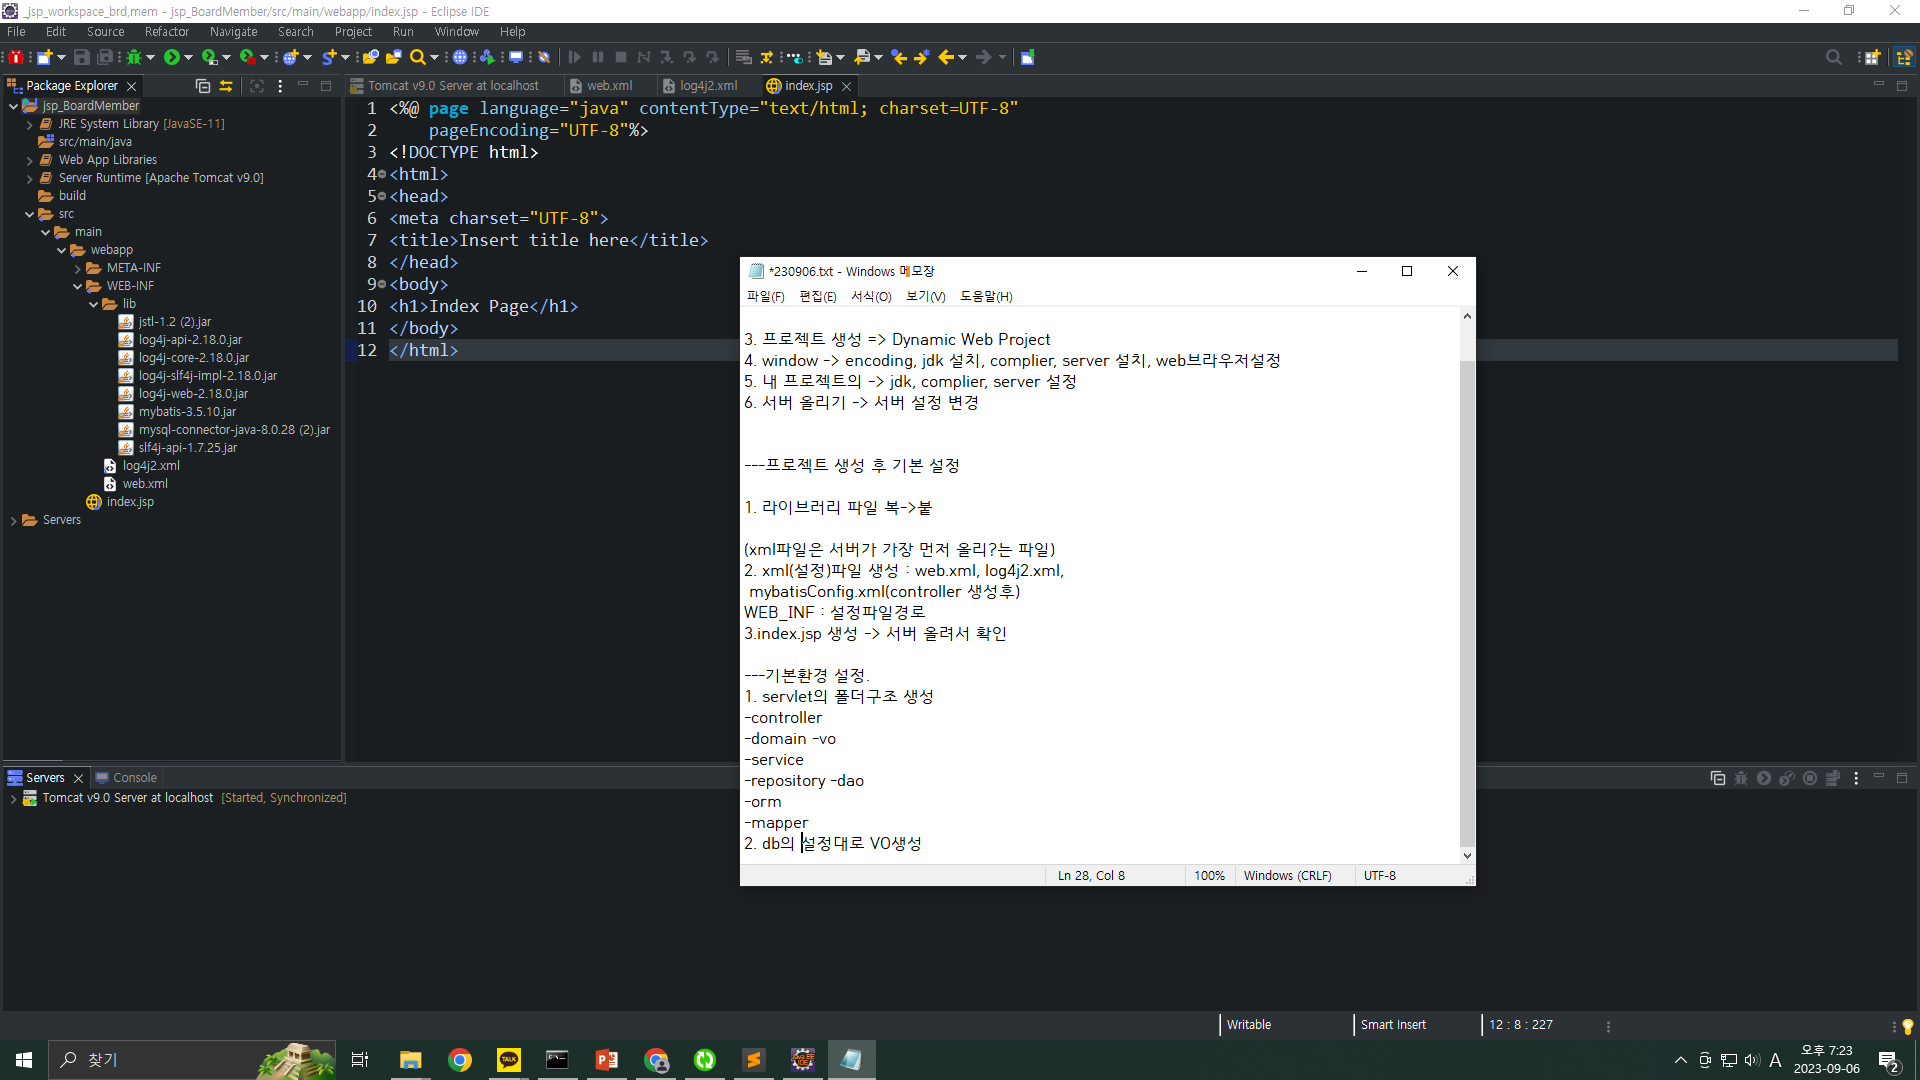 _jsp_workspace_brd,mem - jsp_BoardMember/src/main/webapp/index.jsp - Eclipse IDE
File Edit Source Refactor Navigate Search Project Run Window Help
Package Explorer
jsp_BoardMember
JRE System Library [JavaSE-11]
src/main/java
Web App Libraries
Server Runtime [Apache Tomcat v9.0]
build
src
main
webapp
META-INF
WEB-INF
lib
jstl-1.2 (2).jar
log4j-api-2.18.0.jar
log4j-core-2.18.0.jar
log4j-slf4j-impl-2.18.0.jar
log4j-web-2.18.0.jar
mybatis-3.5.10.jar
mysql-connector-java-8.0.28 (2).jar
slf4j-api-1.7.25.jar
log4j2.xml
web.xml
index.jsp
Servers
Tomcat v9.0 Server at localhost web.xml log4j2.xml index.jsp
1 <%@ page language="java" contentType="text/html; charset=UTF-8"
2 pageEncoding="UTF-8"%>
3 <!DOCTYPE html>
4 <html>
5 <head>
6 <meta charset="UTF-8">
7 <title>Insert title here</title>
8 </head>
9 <body>
10 <h1>Index Page</h1>
11 </body>
12 </html>
*230906.txt - Windows 메모장
파일(F) 편집(E) 서식(O) 보기(V) 도움말(H)
3. 프로젝트 생성 => Dynamic Web Project
4. window -> encoding, jdk 설치, complier, server 설치, web브라우저설정
5. 내 프로젝트의 -> jdk, complier, server 설정
6. 서버 올리기 -> 서버 설정 변경
---프로젝트 생성 후 기본 설정
1. 라이브러리 파일 복->붙
(xml파일은 서버가 가장 먼저 올리?는 파일)
2. xml(설정)파일 생성 : web.xml, log4j2.xml,
mybatisConfig.xml(controller 생성후)
WEB_INF : 설정파일경로
3.index.jsp 생성 -> 서버 올려서 확인
---기본환경 설정.
1. servlet의 폴더구조 생성
-controller
-domain -vo
-service
-repository -dao
-orm
-mapper
2. db의 설정대로 VO생성
Ln 28, Col 8 100% Windows (CRLF) UTF-8
Servers Console
Tomcat v9.0 Server at localhost [Started, Synchronized]
Writable Smart Insert 12 : 8 : 227
찾기
TALK
A
오후 7:23
2023-09-06
2